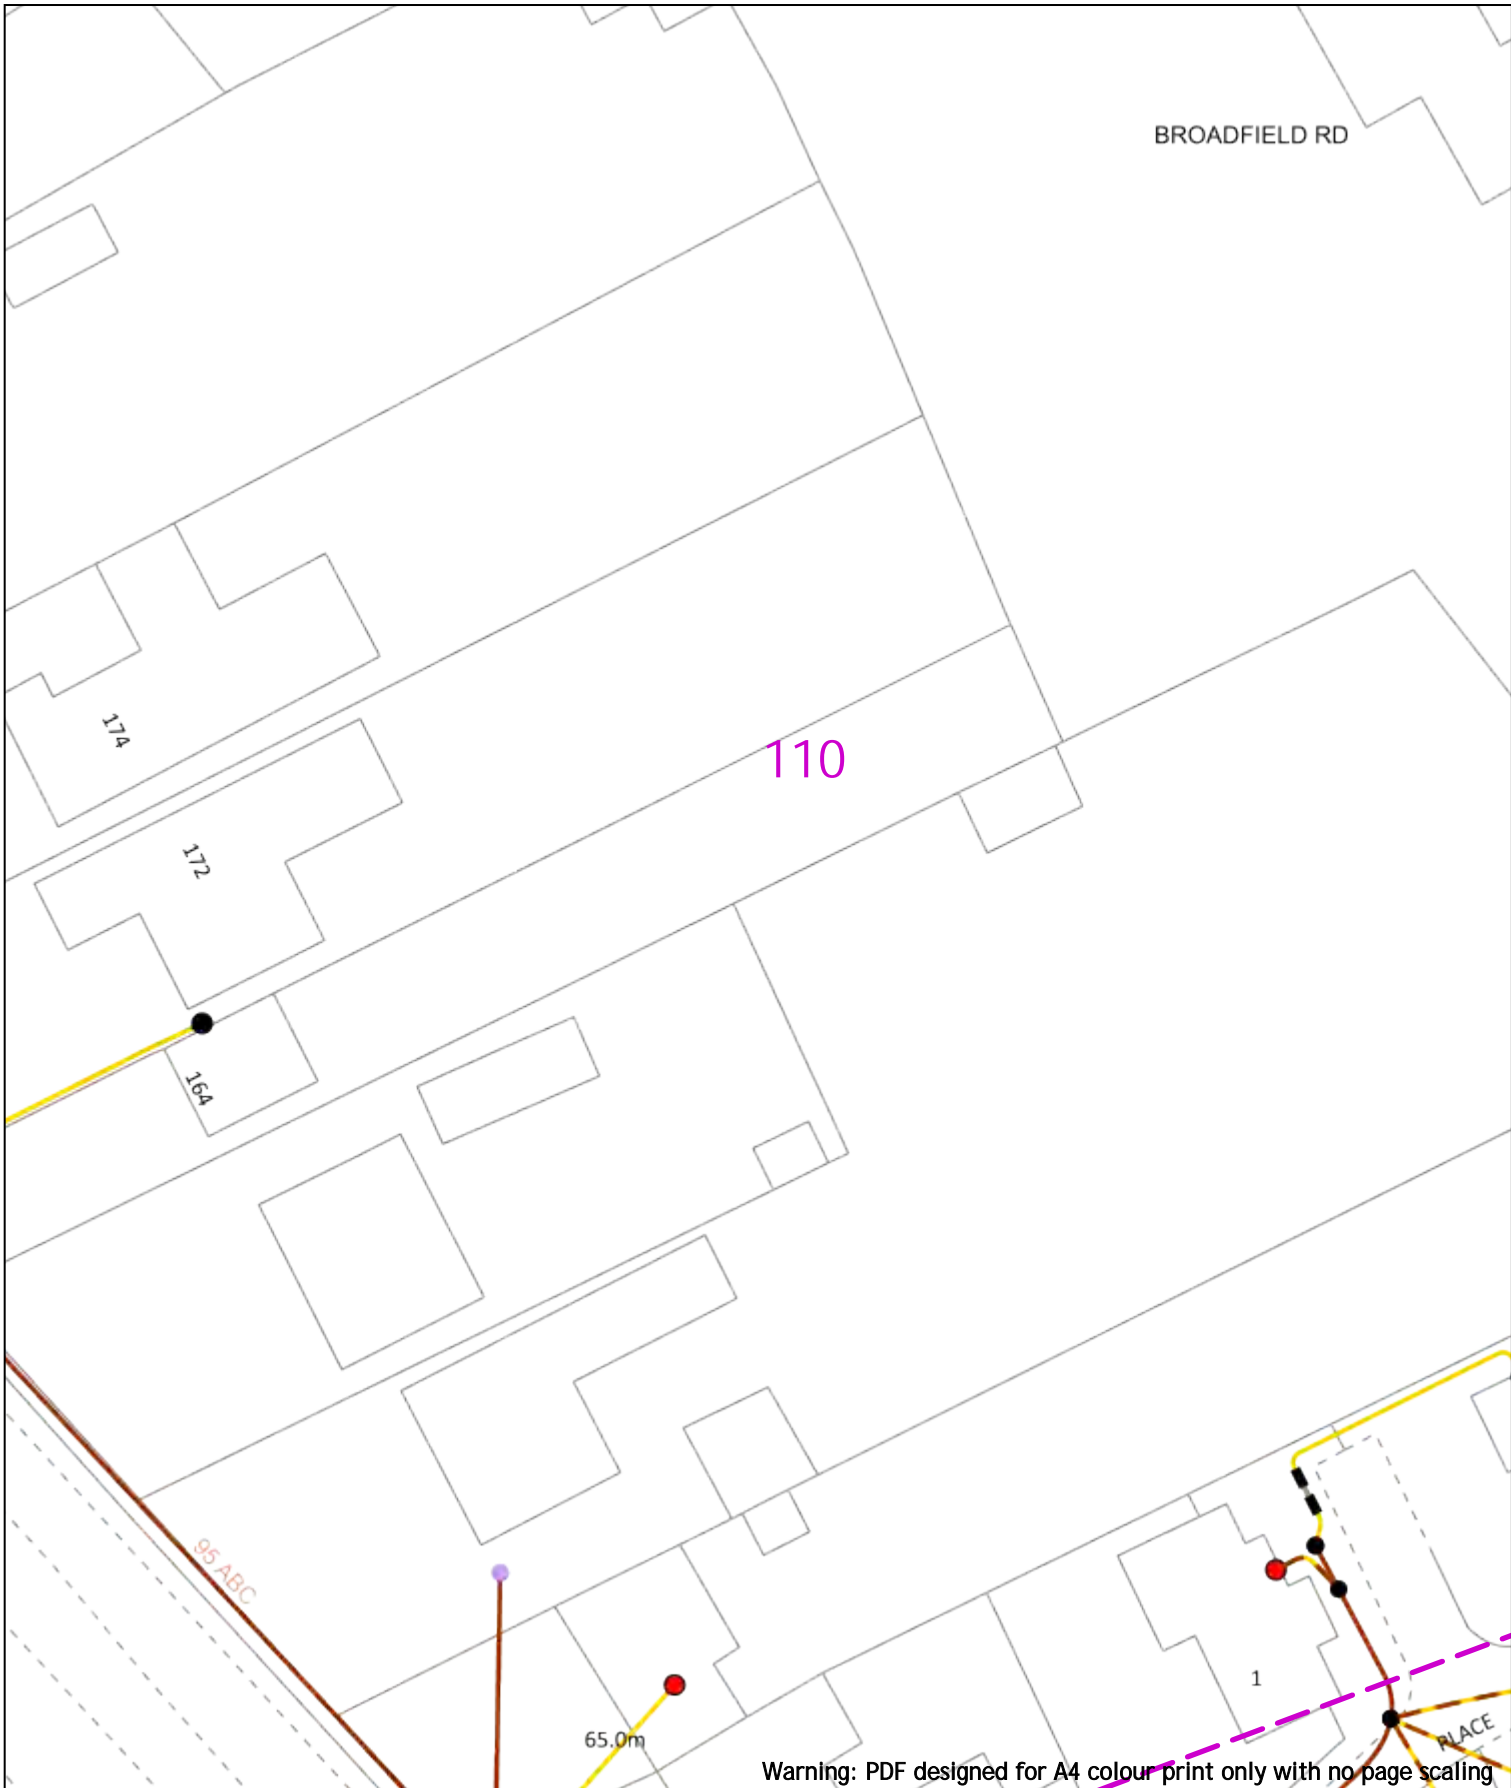 BROADFIELD RD
174
110
172
164
95 ABC
1
65.0m
PLACE
Warning: PDF designed for A4 colour print only with no page scaling